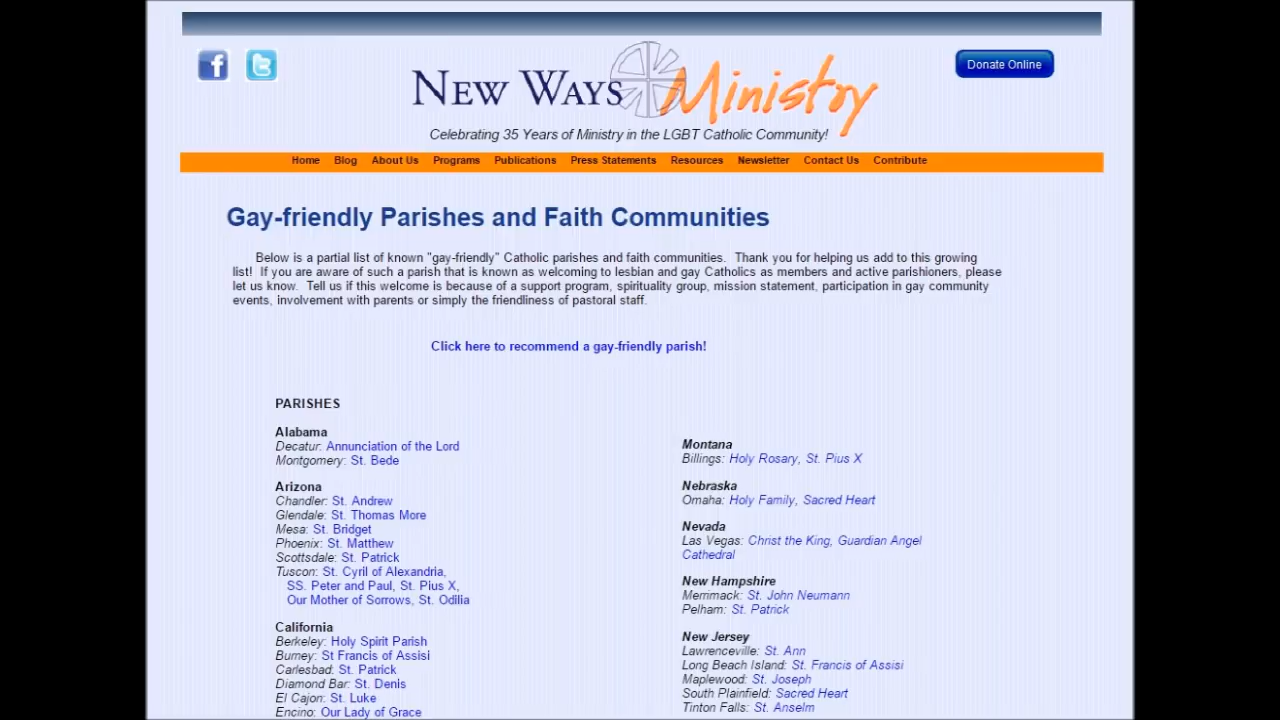 f
t
Donate Online
NEW WAYS Ministry
Celebrating 35 Years of Ministry in the LGBT Catholic Community!
Home Blog About Us Programs Publications Press Statements Resources Newsletter Contact Us Contribute
Gay-friendly Parishes and Faith Communities
Below is a partial list of known "gay-friendly" Catholic parishes and faith communities. Thank you for helping us add to this growing
list! If you are aware of such a parish that is known as welcoming to lesbian and gay Catholics as members and active parishioners, please
let us know. Tell us if this welcome is because of a support program, spirituality group, mission statement, participation in gay community
events, involvement with parents or simply the friendliness of pastoral staff.
Click here to recommend a gay-friendly parish!
PARISHES
Alabama
Decatur: Annunciation of the Lord
Montgomery: St. Bede
Arizona
Chandler: St. Andrew
Glendale: St. Thomas More
Mesa: St. Bridget
Phoenix: St. Matthew
Scottsdale: St. Patrick
Tuscon: St. Cyril of Alexandria,
SS. Peter and Paul, St. Pius X,
Our Mother of Sorrows, St. Odilia
California
Berkeley: Holy Spirit Parish
Burney: St Francis of Assisi
Carlesbad: St. Patrick
Diamond Bar: St. Denis
El Cajon: St. Luke
Encino: Our Lady of Grace
Montana
Billings: Holy Rosary, St. Pius X
Nebraska
Omaha: Holy Family, Sacred Heart
Nevada
Las Vegas: Christ the King, Guardian Angel
Cathedral
New Hampshire
Merrimack: St. John Neumann
Pelham: St. Patrick
New Jersey
Lawrenceville: St. Ann
Long Beach Island: St. Francis of Assisi
Maplewood: St. Joseph
South Plainfield: Sacred Heart
Tinton Falls: St. Anselm